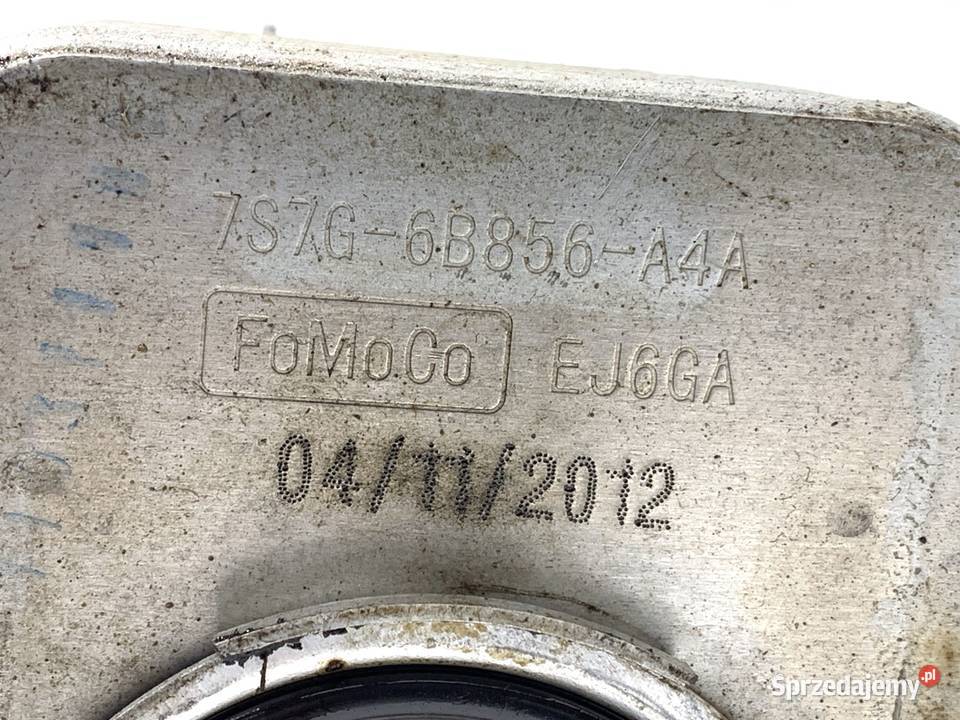 7S7G-6B856-A4A
FoMoCo EJ6GA
04/11/2012
Sprzedajemy.pl